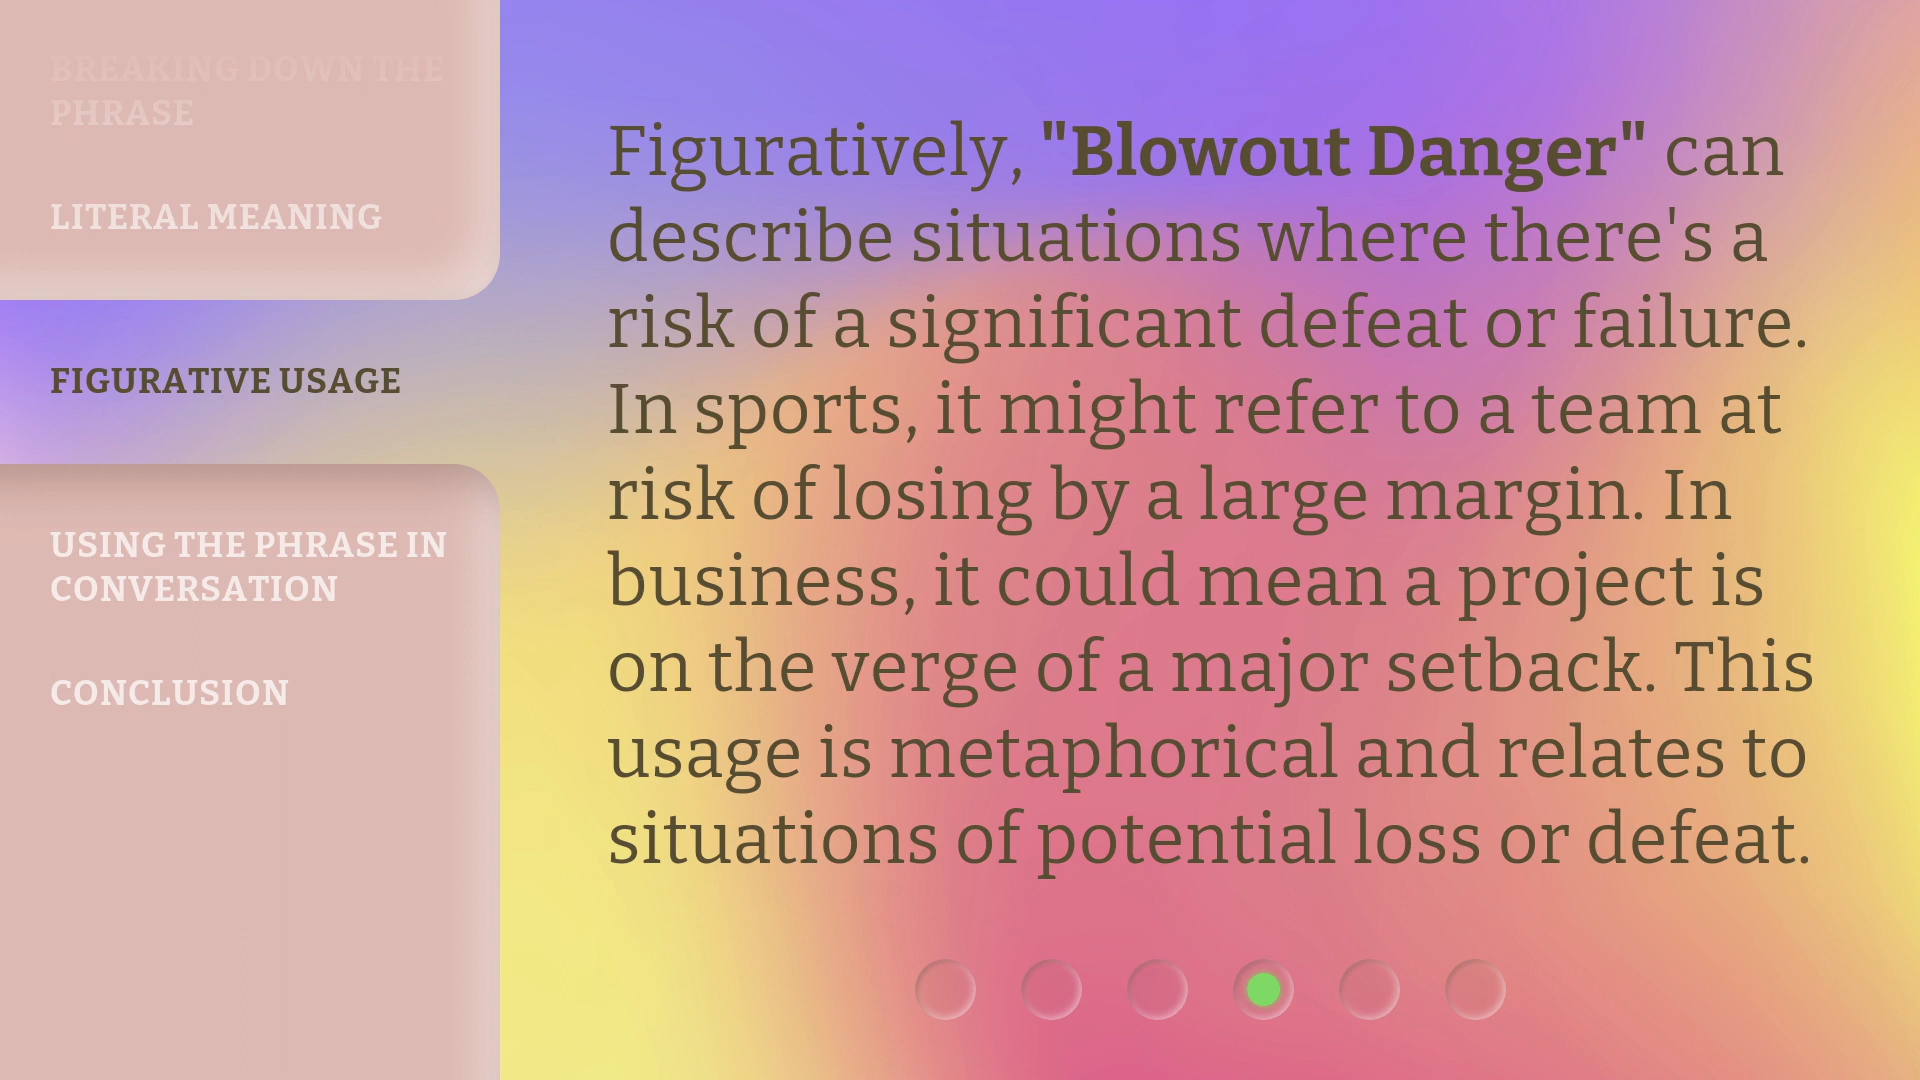 BREAKING DOWN THE
PHRASE
LITERAL MEANING
FIGURATIVE USAGE
USING THE PHRASE IN
CONVERSATION
CONCLUSION
Figuratively, "Blowout Danger" can
describe situations where there's a
risk of a significant defeat or failure.
In sports, it might refer to a team at
risk of losing by a large margin. In
business, it could mean a project is
on the verge of a major setback. This
usage is metaphorical and relates to
situations of potential loss or defeat.